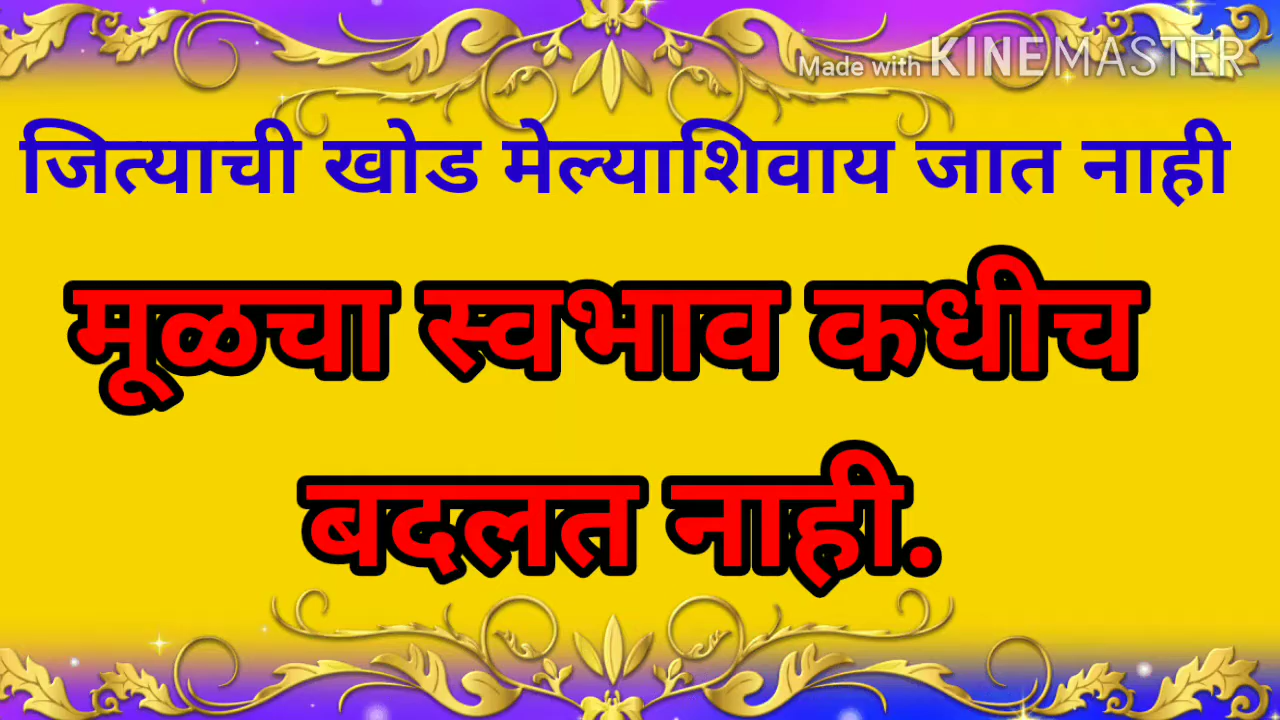 Made with KINEMASTER
जित्याची खोड मेल्याशिवाय जात नाही
मूळचा स्वभाव कधीच
बदलत नाही.